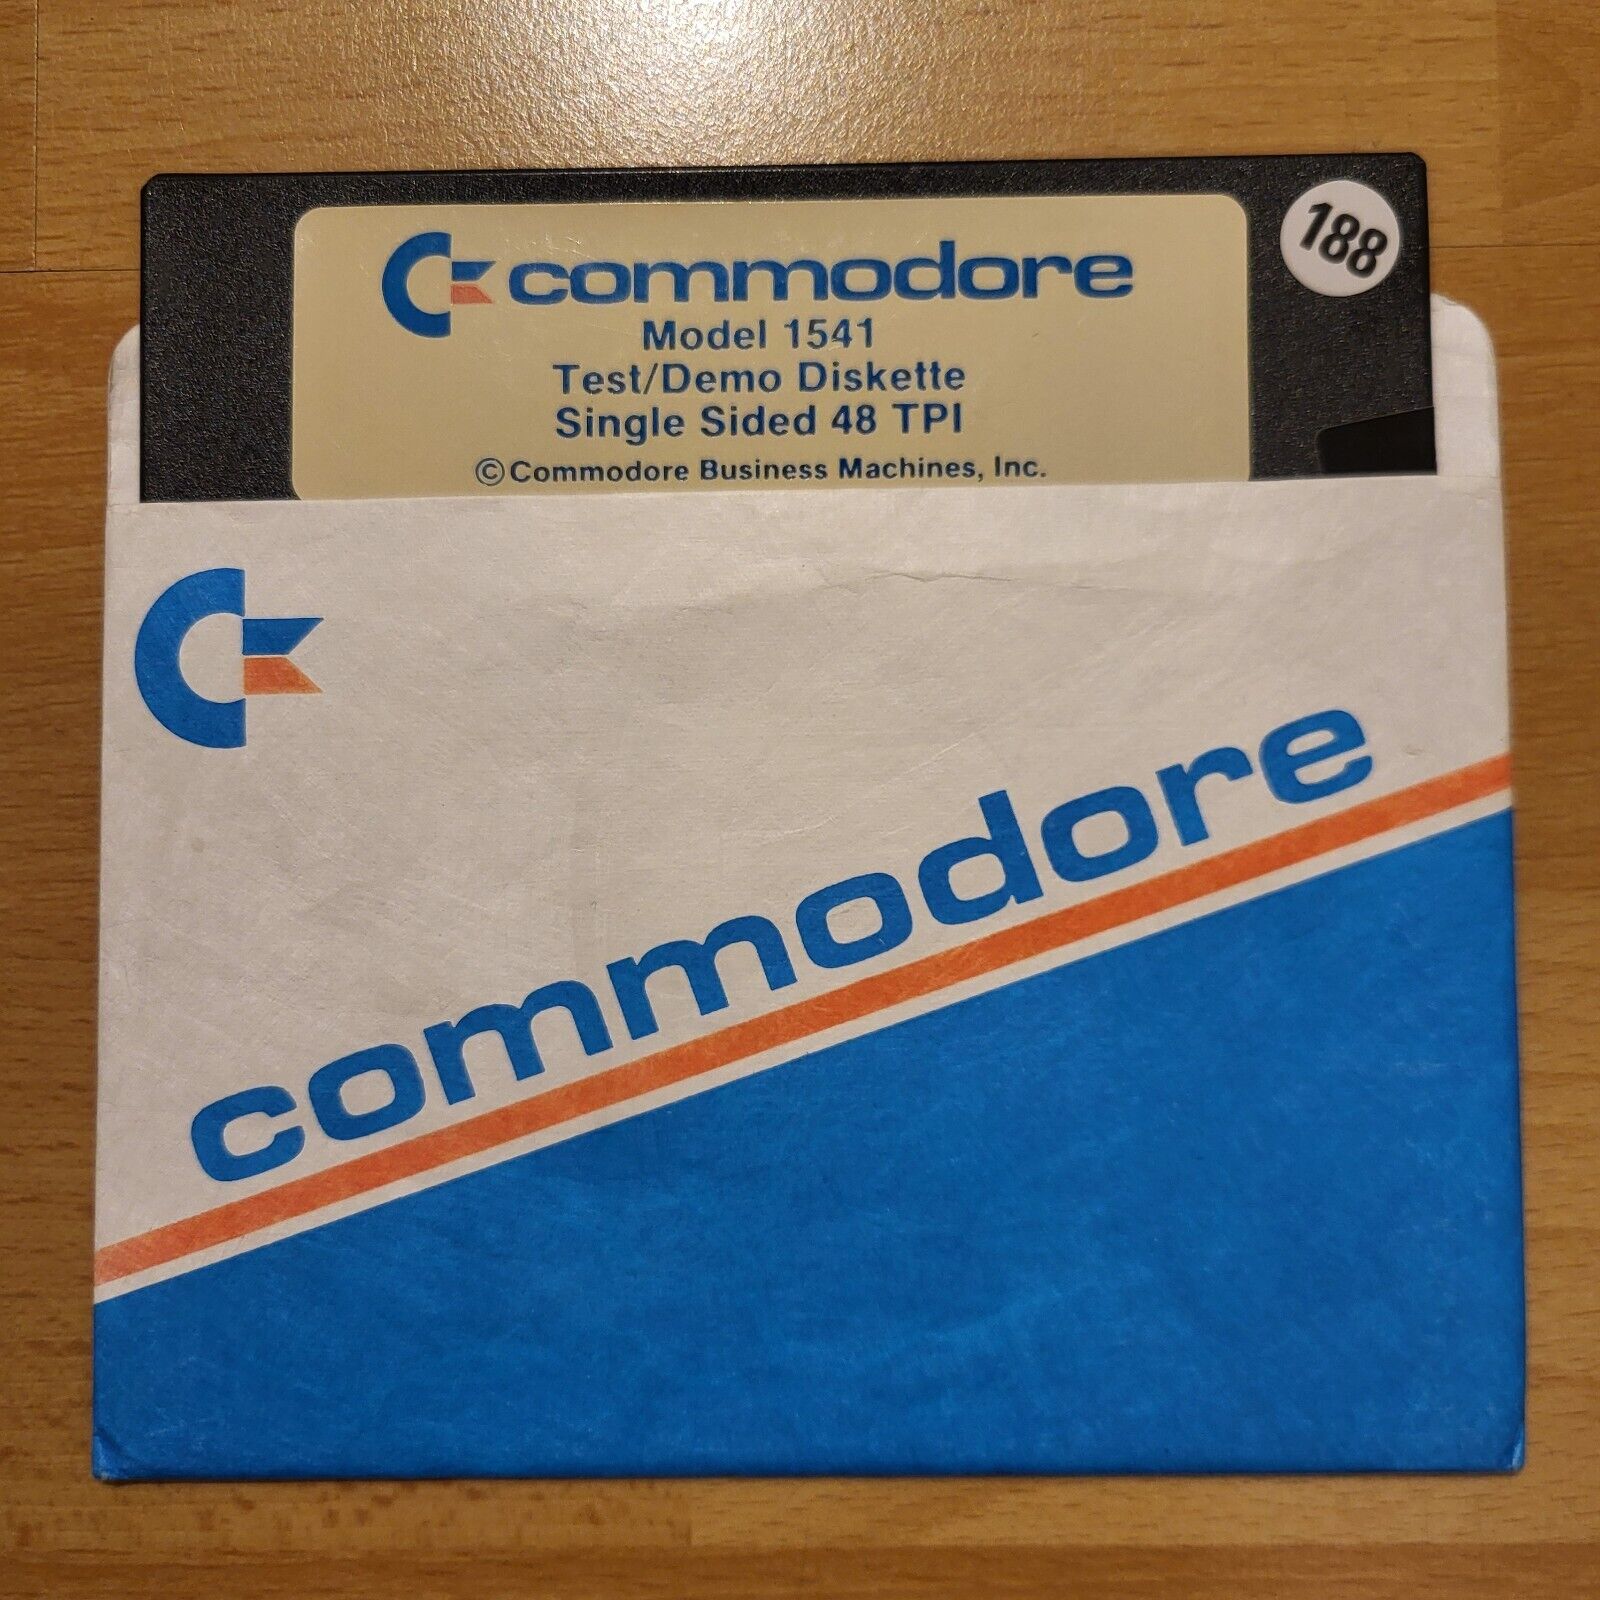 commodore
188
Model 1541
Test/Demo Diskette
Single Sided 48 TPI
©Commodore Business Machines, Inc.
commodore